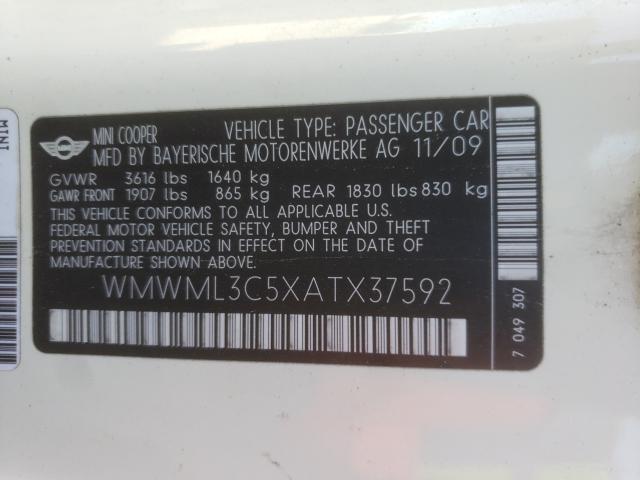 MINI
MINI COOPER VEHICLE TYPE: PASSENGER CAR
MFD BY BAYERISCHE MOTORENWERKE AG 11/09
GVWR 3616 lbs 1640 kg
GAWR FRONT 1907 lbs 865 kg REAR 1830 lbs 830 kg
THIS VEHICLE CONFORMS TO ALL APPLICABLE U.S.
FEDERAL MOTOR VEHICLE SAFETY, BUMPER AND THEFT
PREVENTION STANDARDS IN EFFECT ON THE DATE OF
MANUFACTURE SHOWN ABOVE.
WMWML3C5XATX37592
7 049 307